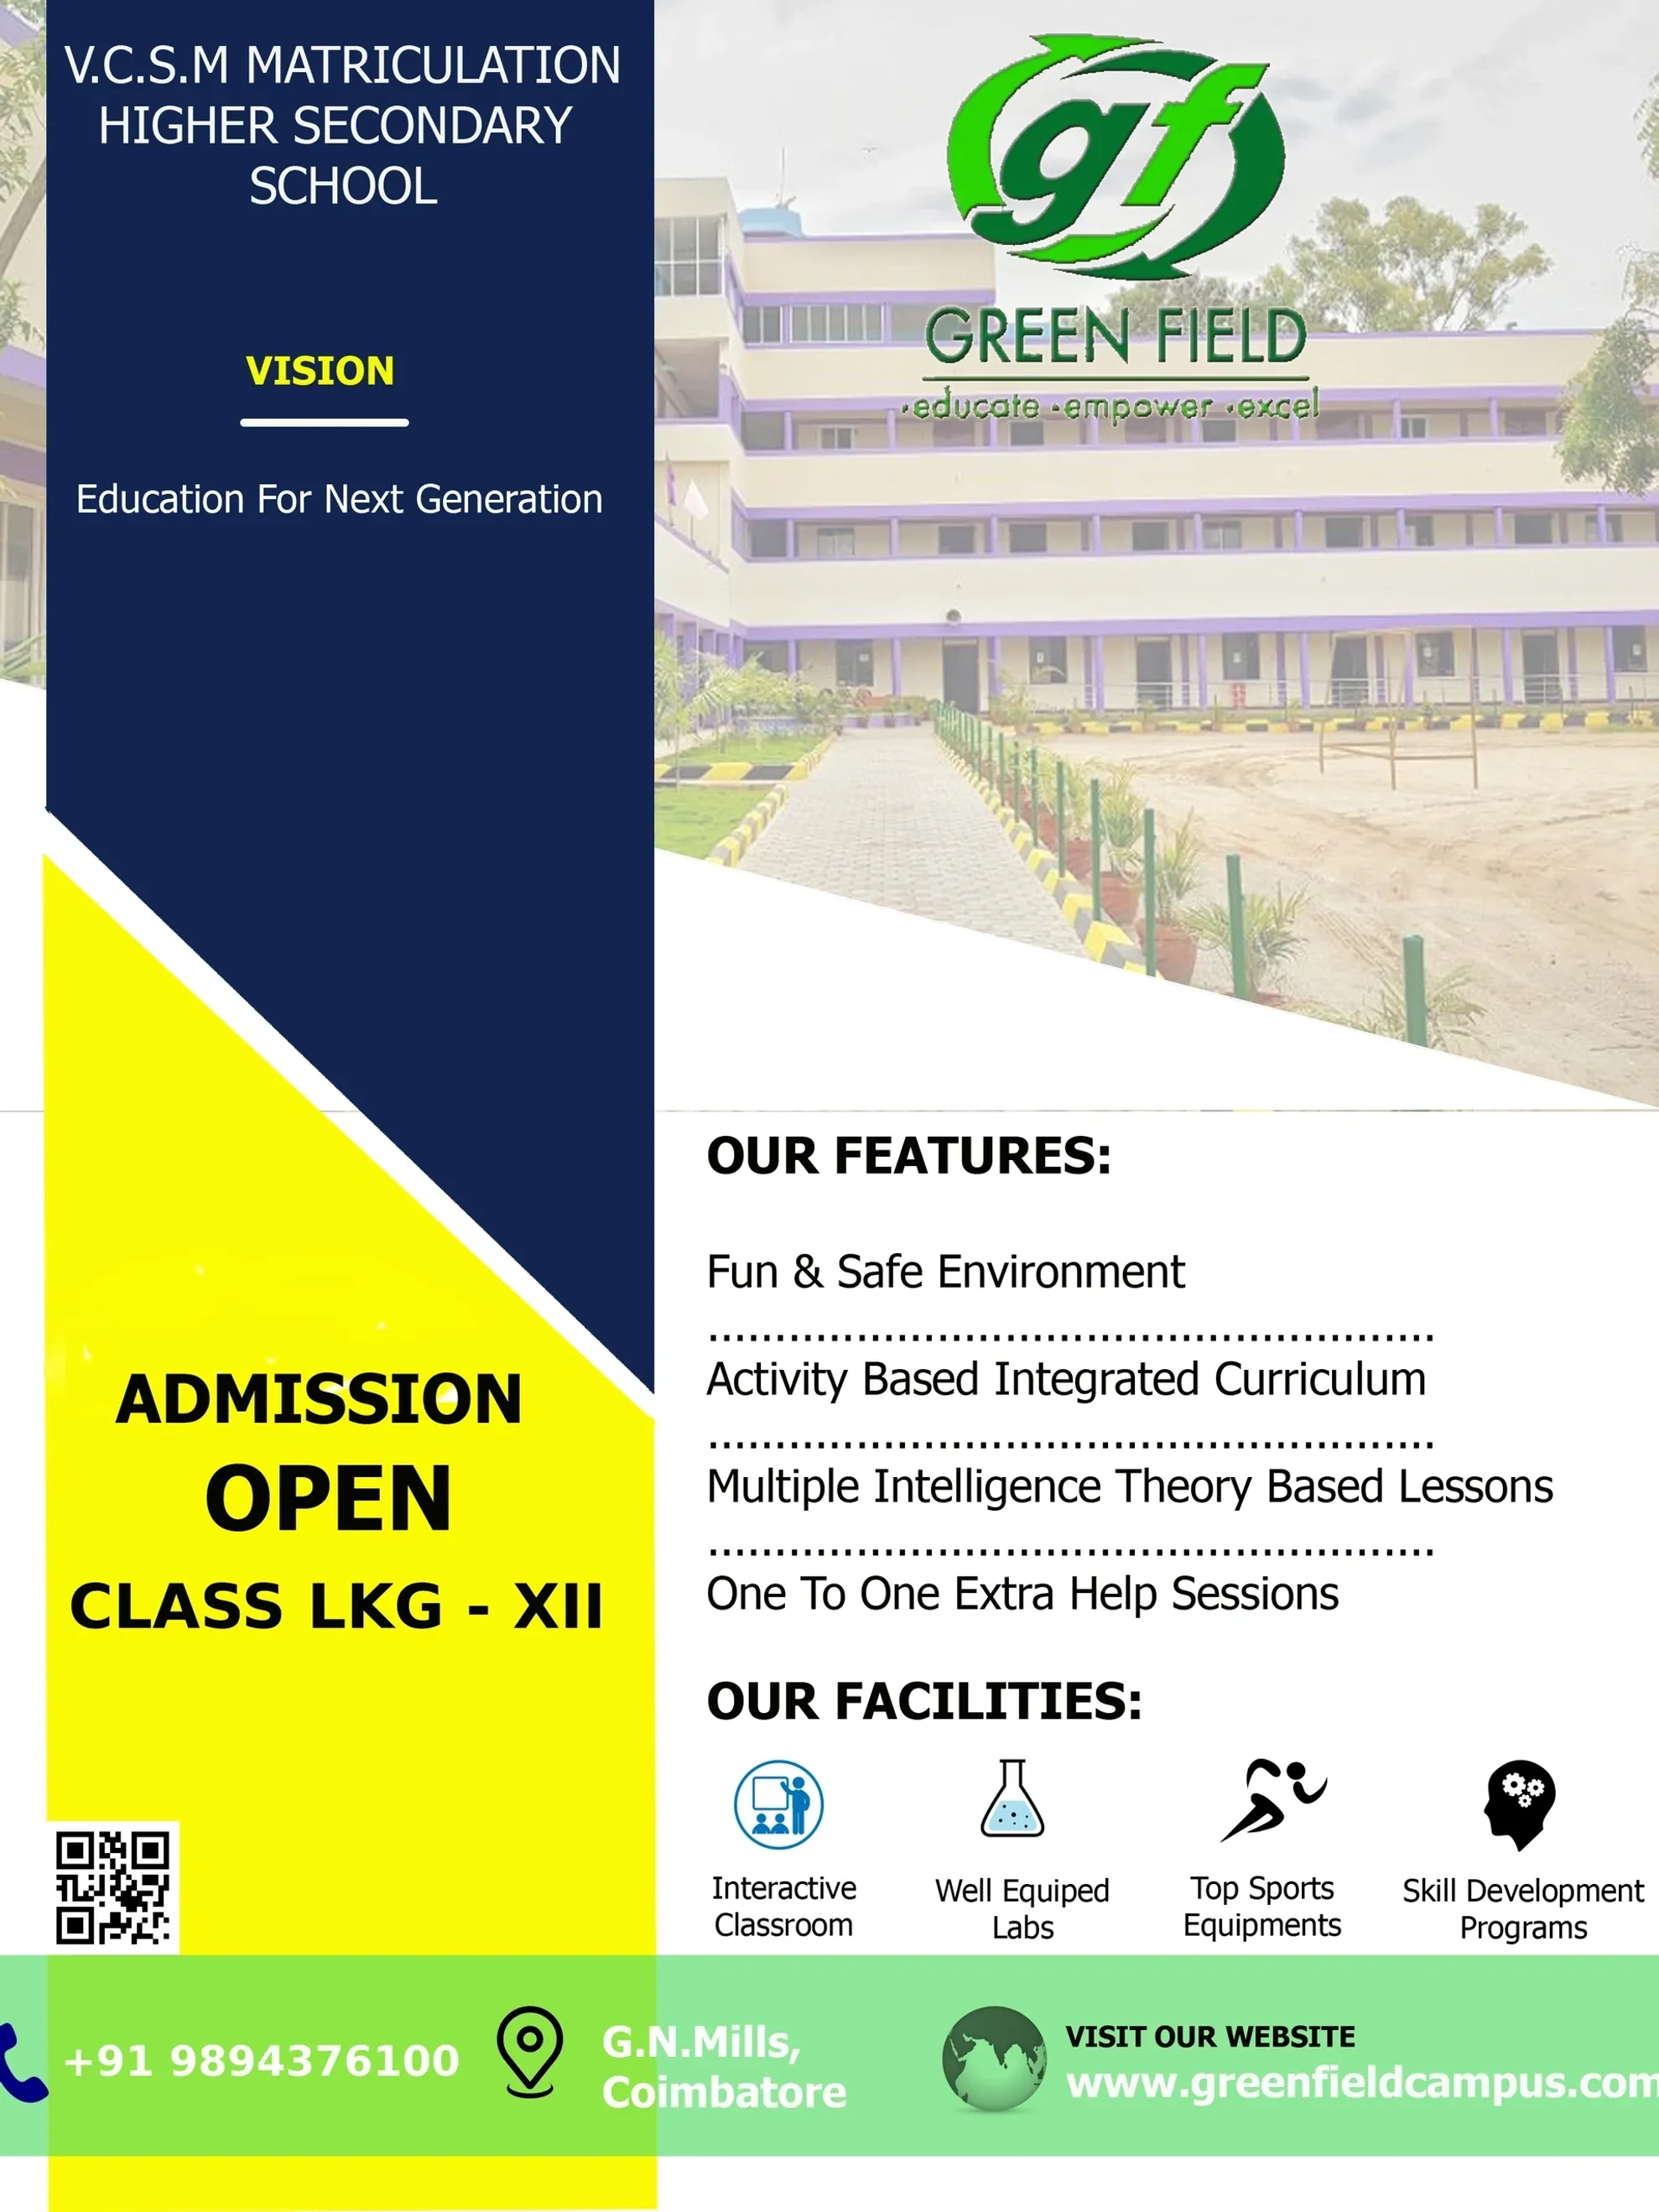 V.C.S.M MATRICULATION
HIGHER SECONDARY
SCHOOL
VISION
Education For Next Generation
gf
GREEN FIELD
·educate ·empower ·excel
OUR FEATURES:
Fun & Safe Environment
......................................................
Activity Based Integrated Curriculum
......................................................
Multiple Intelligence Theory Based Lessons
......................................................
One To One Extra Help Sessions
ADMISSION
OPEN
CLASS LKG - XII
OUR FACILITIES:
Interactive
Classroom
Well Equiped
Labs
Top Sports
Equipments
Skill Development
Programs
+91 9894376100
G.N.Mills,
Coimbatore
VISIT OUR WEBSITE
www.greenfieldcampus.com